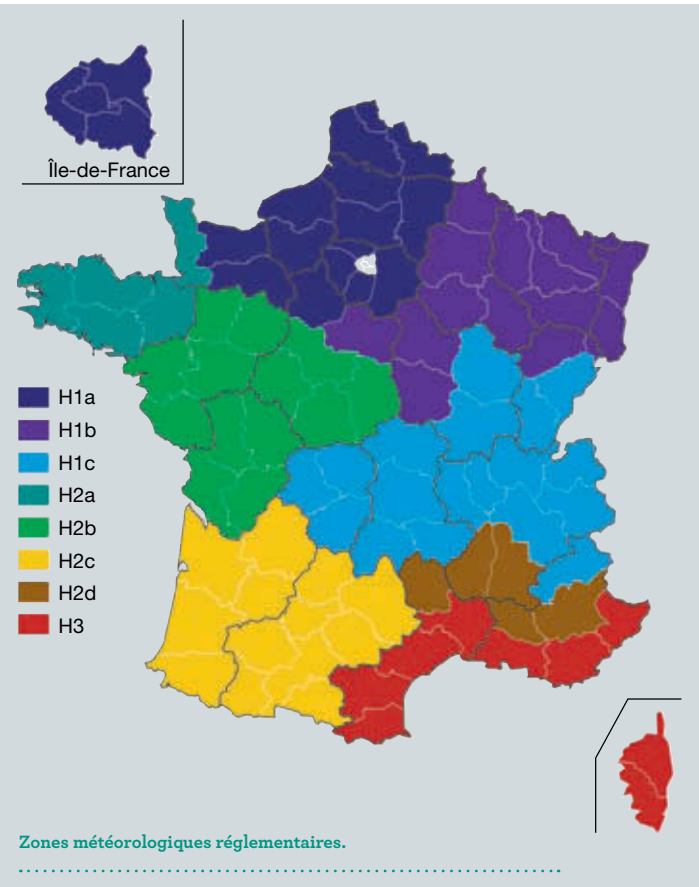 Île-de-France
H1a
H1b
H1c
H2a
H2b
H2c
H2d
H3
Zones météorologiques réglementaires.